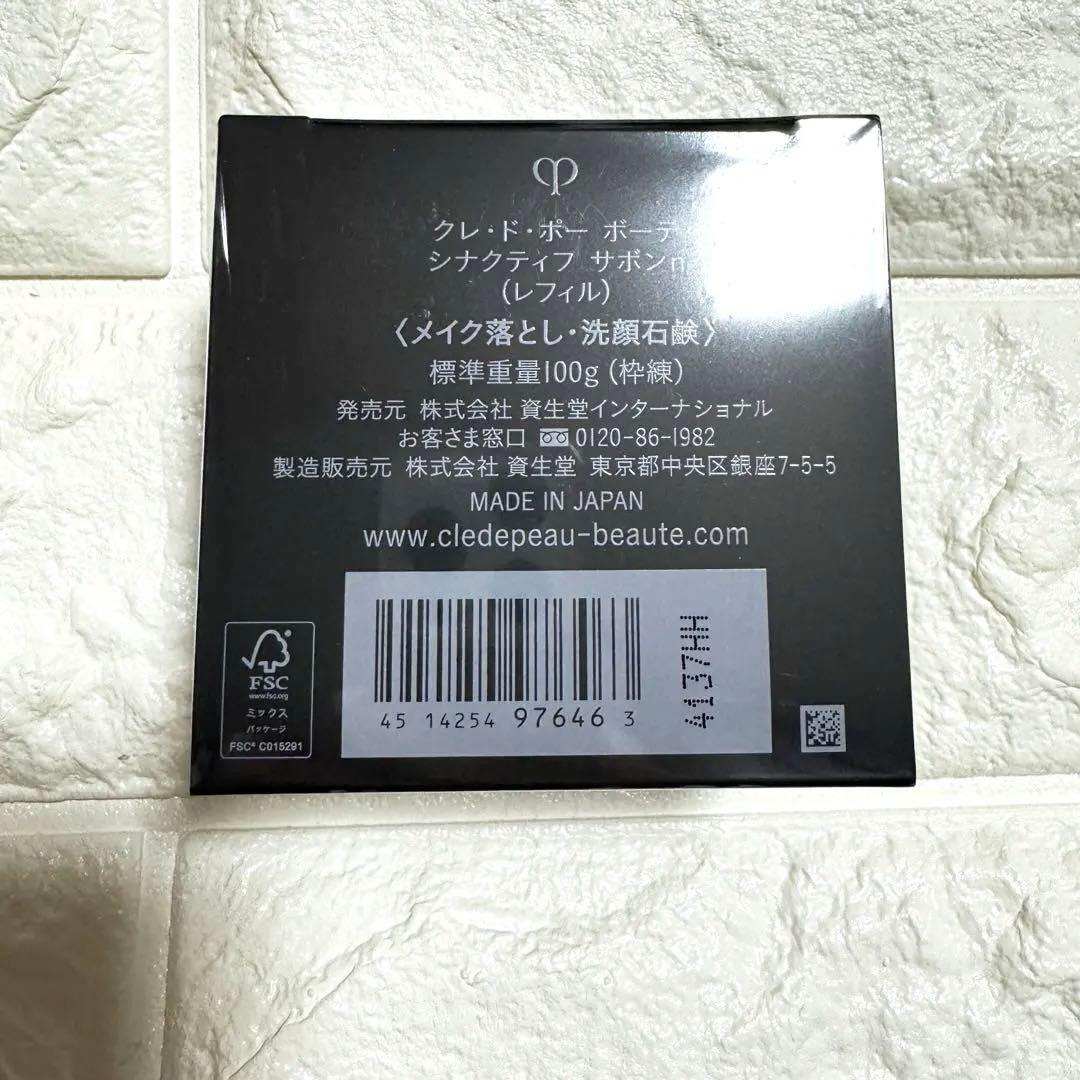 クレ・ド・ポー ボーテ
シナクティフ サボンn
(レフィル)
〈メイク落とし・洗顔石鹸〉
標準重量100g (枠練)
発売元 株式会社 資生堂インターナショナル
お客さま窓口 0120-86-1982
製造販売元 株式会社 資生堂 東京都中央区銀座7-5-5
MADE IN JAPAN
www.cledepeau-beaute.com
45 14254 97646 3
4137HH
FSC
www.fsc.org
ミックス
パッケージ
FSC® C015291